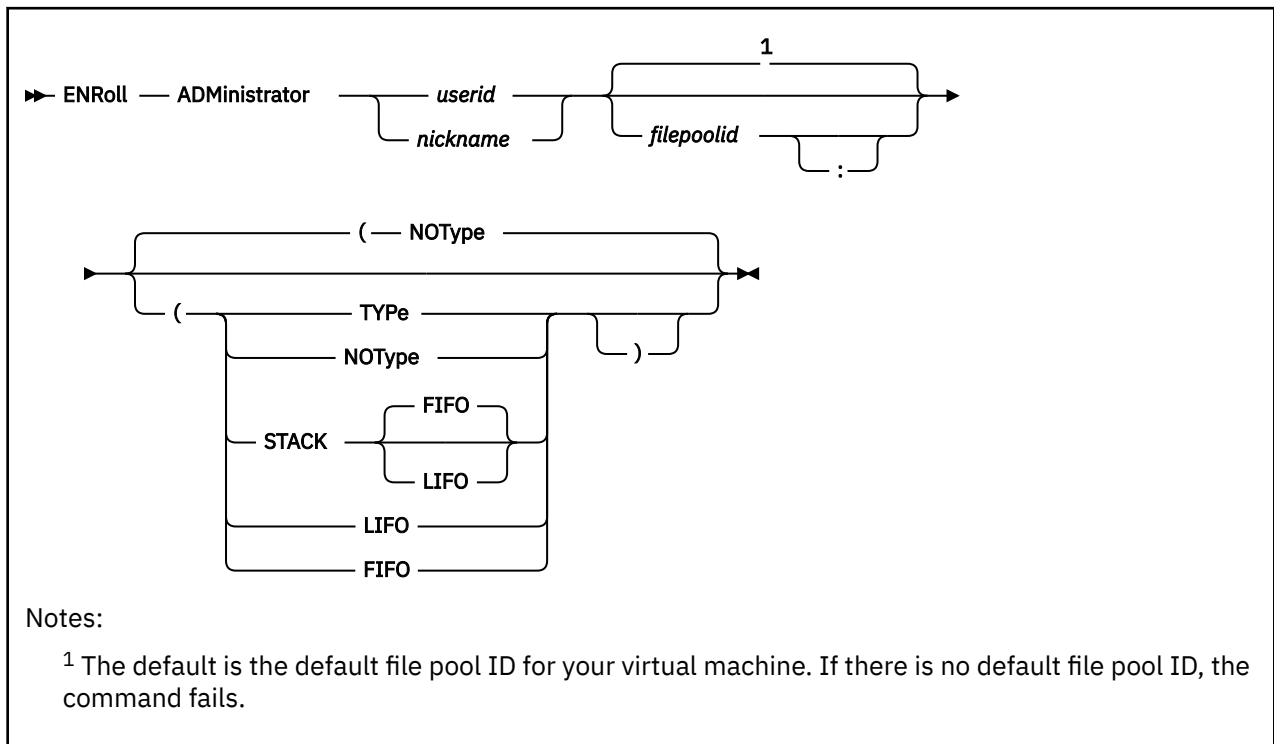 1
ENRoll ADMinistrator userid
nickname filepoolid
:
( NOType
( TYPe
)
NOType
FIFO
STACK
LIFO
LIFO
FIFO
Notes:
1 The default is the default file pool ID for your virtual machine. If there is no default file pool ID, the
command fails.